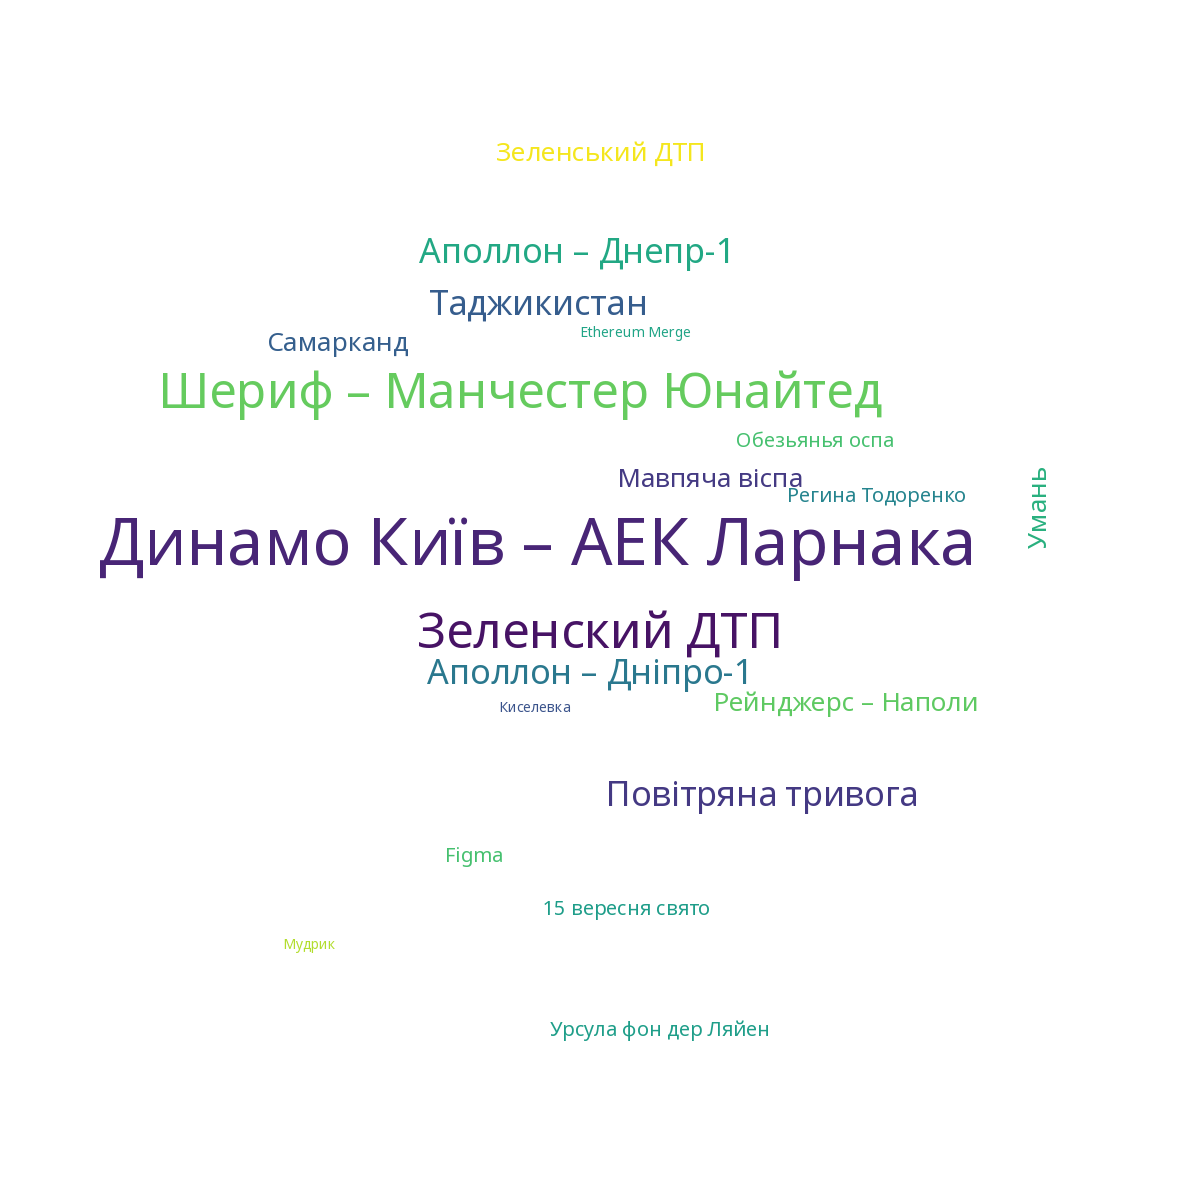 Зеленський ДТП
Аполлон – Днепр-1
Таджикистан
Ethereum Merge
Самарканд
Шериф – Манчестер Юнайтед
Обезьянья оспа
Мавпяча віспа
Регина Тодоренко
Умань
Динамо Київ – АЕК Ларнака
Зеленский ДТП
Аполлон – Дніпро-1
Рейнджерс – Наполи
Киселевка
Повітряна тривога
Figma
15 вересня свято
Мудрик
Урсула фон дер Ляйен